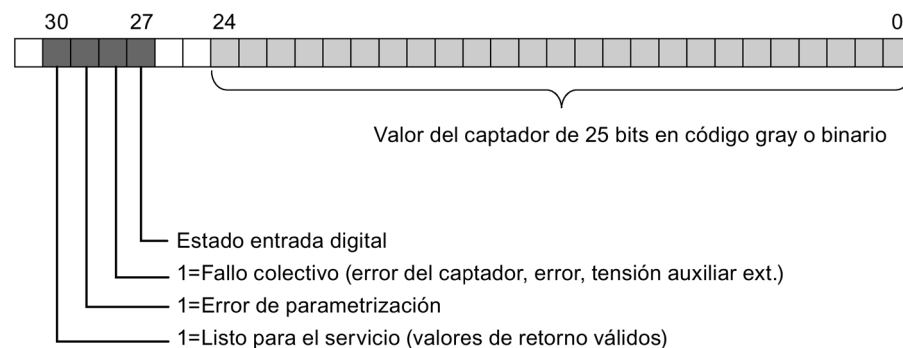 30 27 24 0
Valor del captador de 25 bits en código gray o binario
Estado entrada digital
1=Fallo colectivo (error del captador, error, tensión auxiliar ext.)
1=Error de parametrización
1=Listo para el servicio (valores de retorno válidos)